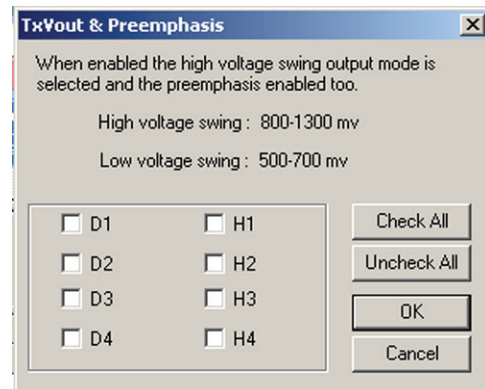 TxVout & Preemphasis
When enabled the high voltage swing output mode is
selected and the preemphasis enabled too.
High voltage swing : 800-1300 mv
Low voltage swing : 500-700 mv
D1 H1
D2 H2
D3 H3
D4 H4
Check All
Uncheck All
OK
Cancel